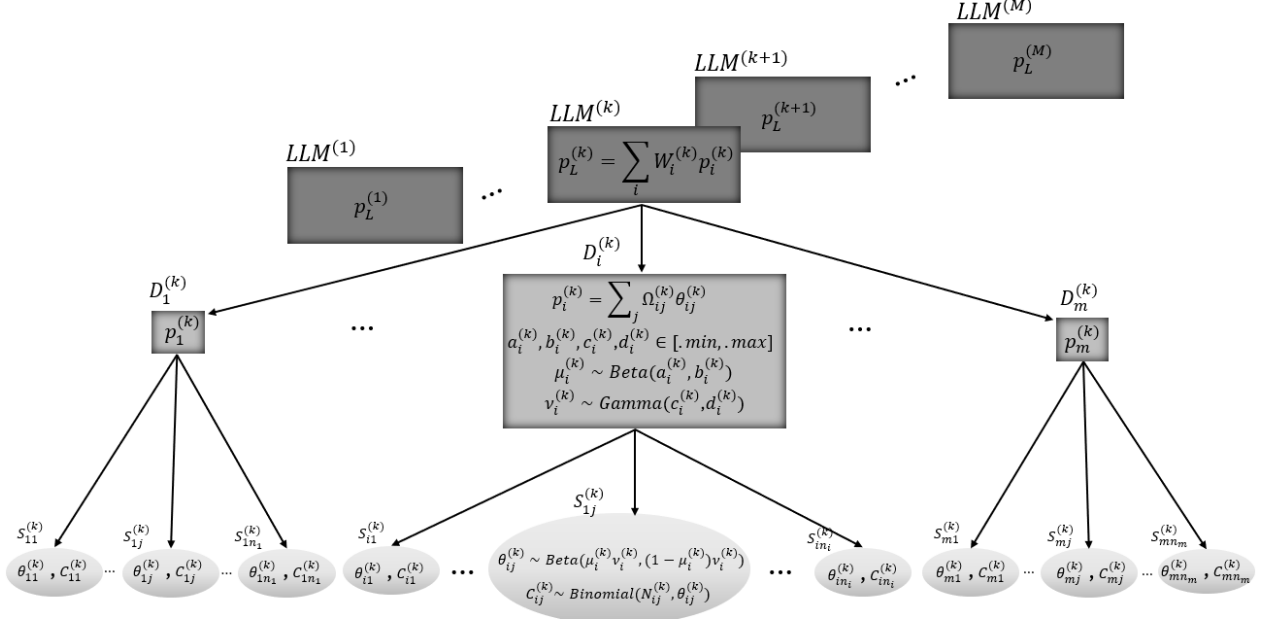 LLM^(M)
p_L^(M)
...
LLM^(k+1)
p_L^(k+1)
LLM^(k)
p_L^(k) = ∑_i W_i^(k) p_i^(k)
LLM^(1)
p_L^(1)
...
D_1^(k)
p_1^(k)
...
D_i^(k)
p_i^(k) = ∑_j Ω_ij^(k) θ_ij^(k)
a_i^(k), b_i^(k), c_i^(k), d_i^(k) ∈ [.min, .max]
μ_i^(k) ~ Beta(a_i^(k), b_i^(k))
ν_i^(k) ~ Gamma(c_i^(k), d_i^(k))
...
D_m^(k)
p_m^(k)
S_11^(k)
θ_11^(k), C_11^(k)
...
S_1j^(k)
θ_1j^(k), C_1j^(k)
...
S_1n_1^(k)
θ_1n_1^(k), C_1n_1^(k)
S_i1^(k)
θ_i1^(k), C_i1^(k)
...
S_1j^(k)
θ_ij^(k) ~ Beta(μ_i^(k) ν_i^(k), (1 − μ_i^(k)) ν_i^(k))
C_ij^(k) ~ Binomial(N_ij^(k), θ_ij^(k))
...
S_in_i^(k)
θ_in_i^(k), C_in_i^(k)
S_m1^(k)
θ_m1^(k), C_m1^(k)
...
S_mj^(k)
θ_mj^(k), C_mj^(k)
...
S_mn_m^(k)
θ_mn_m^(k), C_mn_m^(k)